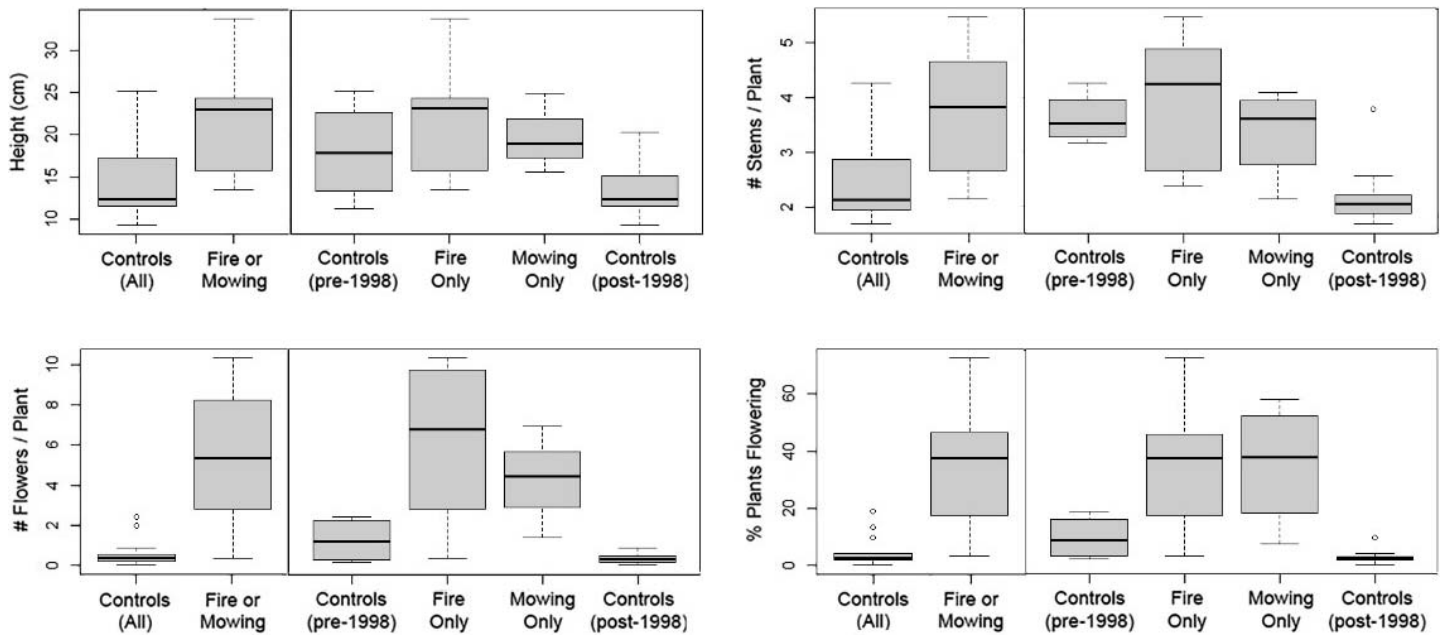 Height (cm)
30
25
20
15
10
Controls
(All)
Fire or
Mowing
Controls
(pre-1998)
Fire
Only
Mowing
Only
Controls
(post-1998)
# Stems / Plant
5
4
3
2
Controls
(All)
Fire or
Mowing
Controls
(pre-1998)
Fire
Only
Mowing
Only
Controls
(post-1998)
# Flowers / Plant
10
8
6
4
2
0
Controls
(All)
Fire or
Mowing
Controls
(pre-1998)
Fire
Only
Mowing
Only
Controls
(post-1998)
% Plants Flowering
60
40
20
0
Controls
(All)
Fire or
Mowing
Controls
(pre-1998)
Fire
Only
Mowing
Only
Controls
(post-1998)